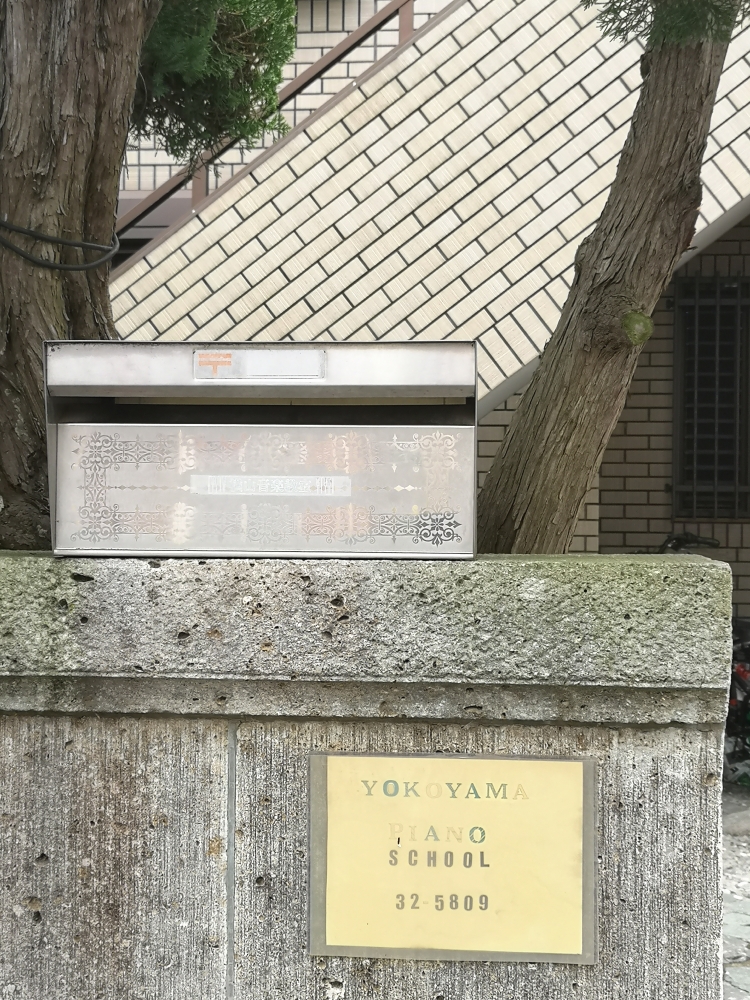 〒
YOKOYAMA
PIANO
SCHOOL
32-5809